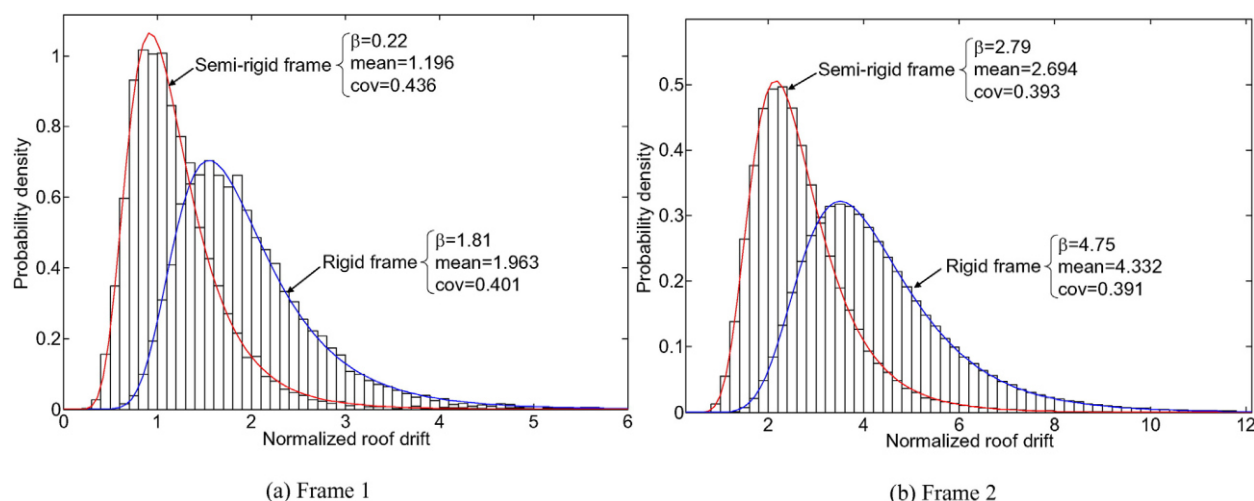 Probability density
1
0.8
0.6
0.4
0.2
0
0 1 2 3 4 5 6
Normalized roof drift
Semi-rigid frame
β=0.22
mean=1.196
cov=0.436
Rigid frame
β=1.81
mean=1.963
cov=0.401
(a) Frame 1
Probability density
0.5
0.4
0.3
0.2
0.1
0
2 4 6 8 10 12
Normalized roof drift
Semi-rigid frame
β=2.79
mean=2.694
cov=0.393
Rigid frame
β=4.75
mean=4.332
cov=0.391
(b) Frame 2